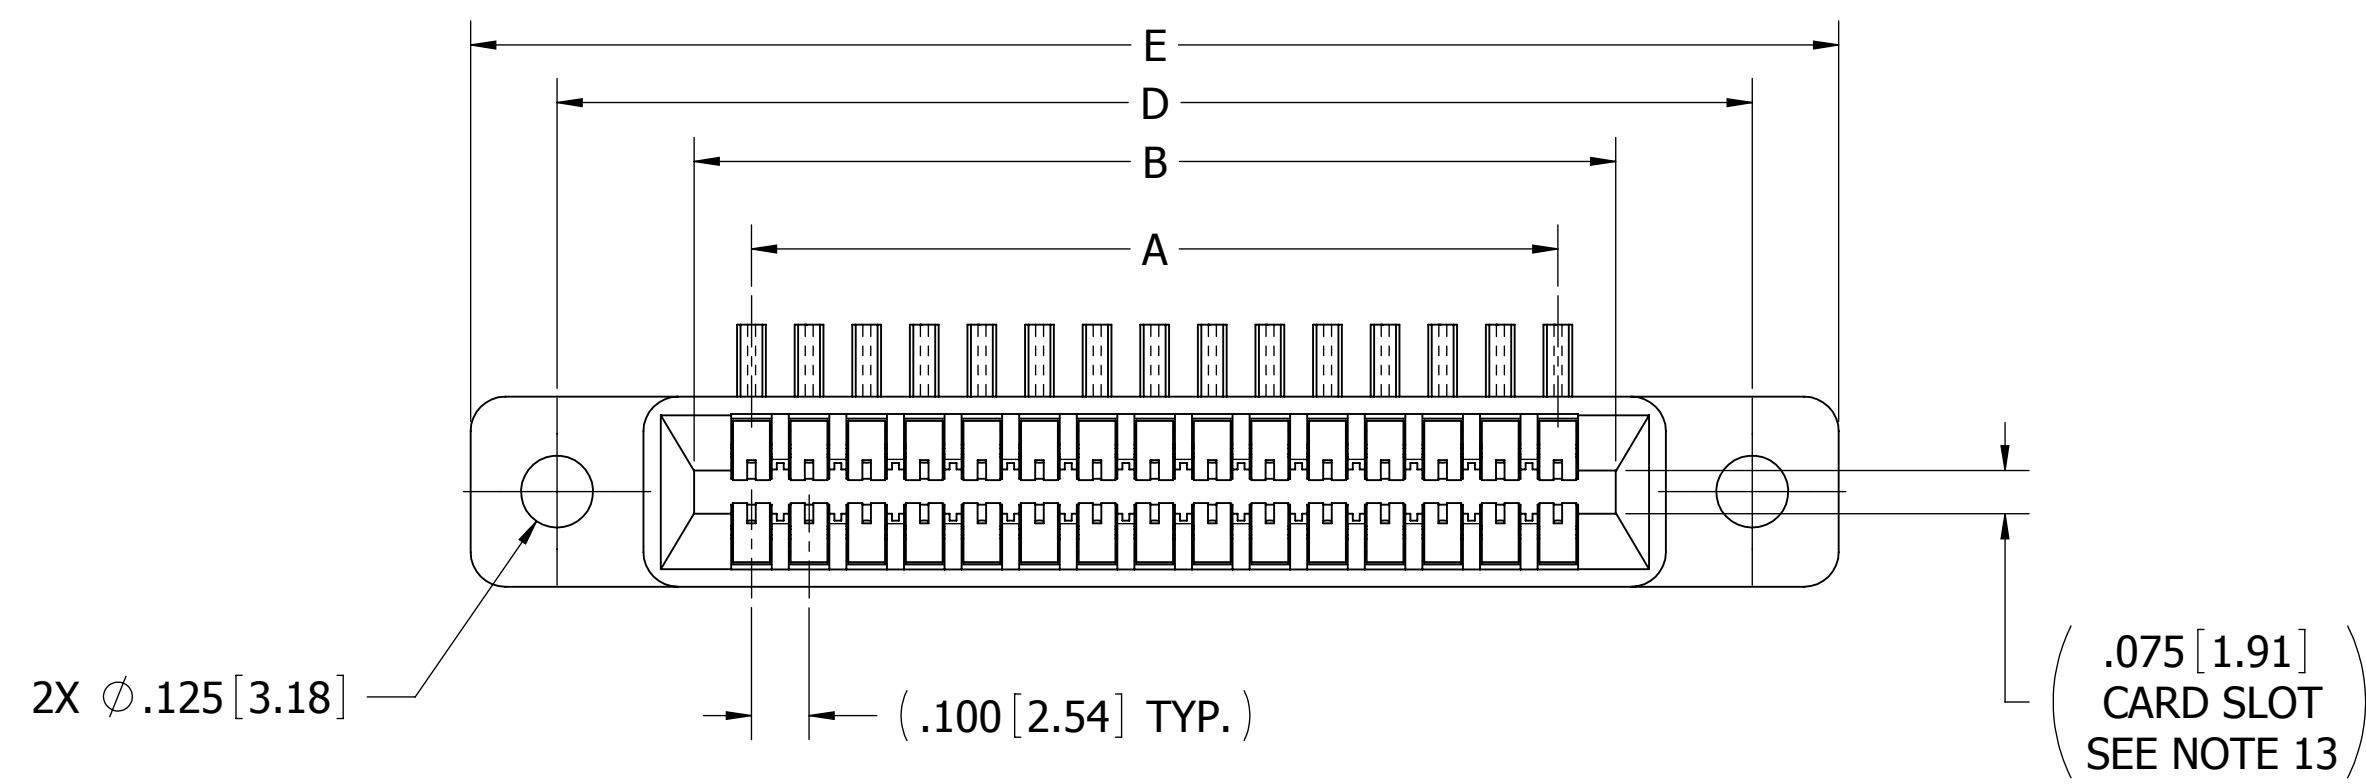 E
D
B
A
2X ⌀.125[3.18]
(.100[2.54] TYP.)
(.075[1.91]
CARD SLOT
SEE NOTE 13)